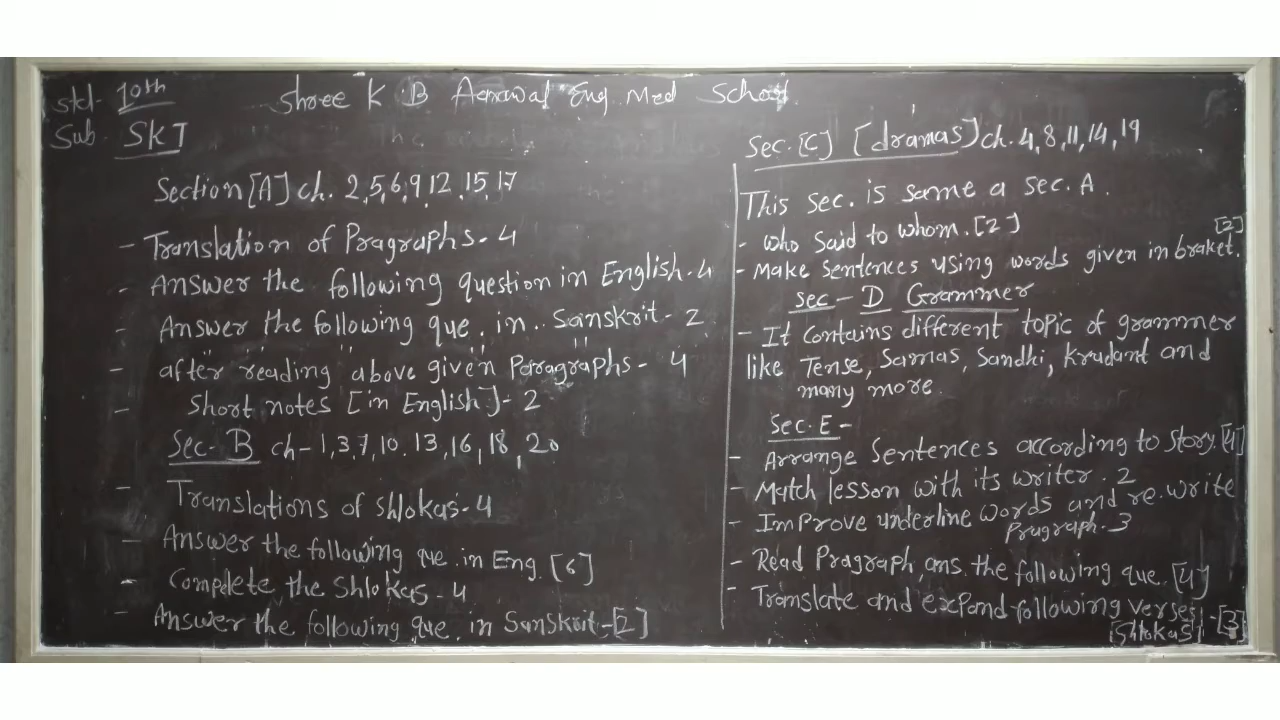 Std- 10th
Shree K B Agrawal Eng Med School
Sub SKT
Section [A] ch. 2,5,6,9,12,15,17
- Translation of Pragraphs-4
- Answer the following question in English-4
- Answer the following que. in Sanskrit-2
- after reading above given Paragraphs- 4
- Short notes [in English]-2
Sec. B ch-1,3,7,10.13,16,18,20
- Translations of Shlokas-4
- Answer the following que in Eng. [6]
- Complete the Shlokas-4
- Answer the following que. in Sanskrit-[2]
Sec. [C] [dramas] ch. 4,8,11,14,19
This sec. is same a sec. A.
- who said to whom. [2]
- Make sentences using words given in braket. [2]
sec - D Grammer
- It contains different topic of grammer
like Tense, Samas, Sandhi, Krudant and
many more.
Sec. E -
- Arrange Sentences according to Story. [4]
- Match lesson with its writer. 2
- Improve underline words and re.write
Pragraph-3
- Read Pragraph, ans. the following que. [4]
- Translate and expand following verses -[3]
[Shlokas]